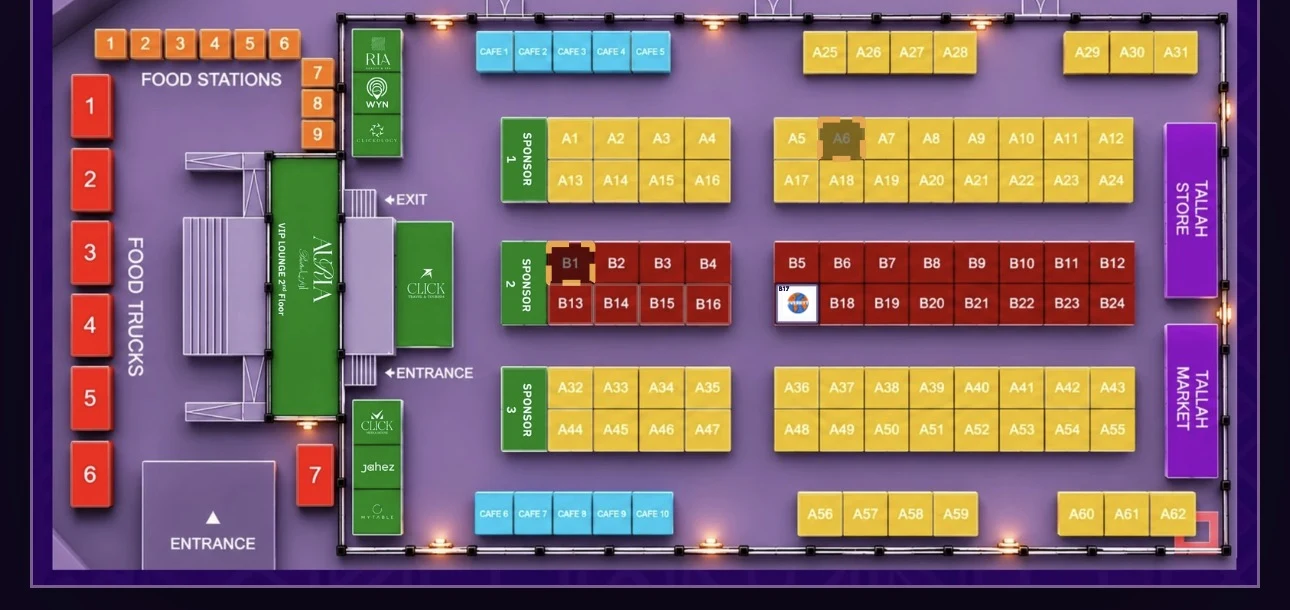 1 2 3 4 5 6
FOOD STATIONS
7
8
9
1
2
3
4
5
6
7
FOOD TRUCKS
ENTRANCE
VIP LOUNGE 2nd Floor
AURA
EXIT
ENTRANCE
RIA
WYN
CLICK
TRAVEL & TOURISM
CLICK
jahez
MYTABLE
CAFE 1 CAFE 2 CAFE 3 CAFE 4 CAFE 5
A25 A26 A27 A28
A29 A30 A31
SPONSOR 1
A1 A2 A3 A4
A13 A14 A15 A16
A5 A6 A7 A8 A9 A10 A11 A12
A17 A18 A19 A20 A21 A22 A23 A24
SPONSOR 2
B1 B2 B3 B4
B13 B14 B15 B16
B5 B6 B7 B8 B9 B10 B11 B12
B17 B18 B19 B20 B21 B22 B23 B24
SPONSOR 3
A32 A33 A34 A35
A44 A45 A46 A47
A36 A37 A38 A39 A40 A41 A42 A43
A48 A49 A50 A51 A52 A53 A54 A55
CAFE 6 CAFE 7 CAFE 8 CAFE 9 CAFE 10
A56 A57 A58 A59
A60 A61 A62
TALLAH STORE
TALLAH MARKET